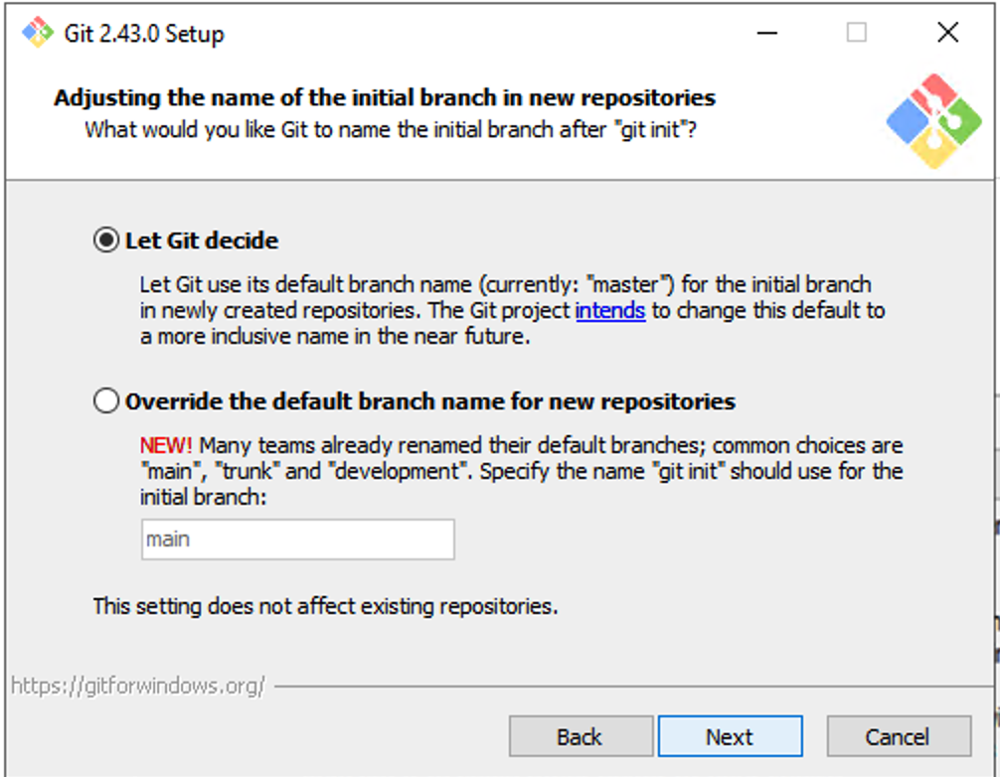 Git 2.43.0 Setup
Adjusting the name of the initial branch in new repositories
What would you like Git to name the initial branch after "git init"?
Let Git decide
Let Git use its default branch name (currently: "master") for the initial branch
in newly created repositories. The Git project intends to change this default to
a more inclusive name in the near future.
Override the default branch name for new repositories
NEW! Many teams already renamed their default branches; common choices are
"main", "trunk" and "development". Specify the name "git init" should use for the
initial branch:
main
This setting does not affect existing repositories.
https://gitforwindows.org/
Back
Next
Cancel